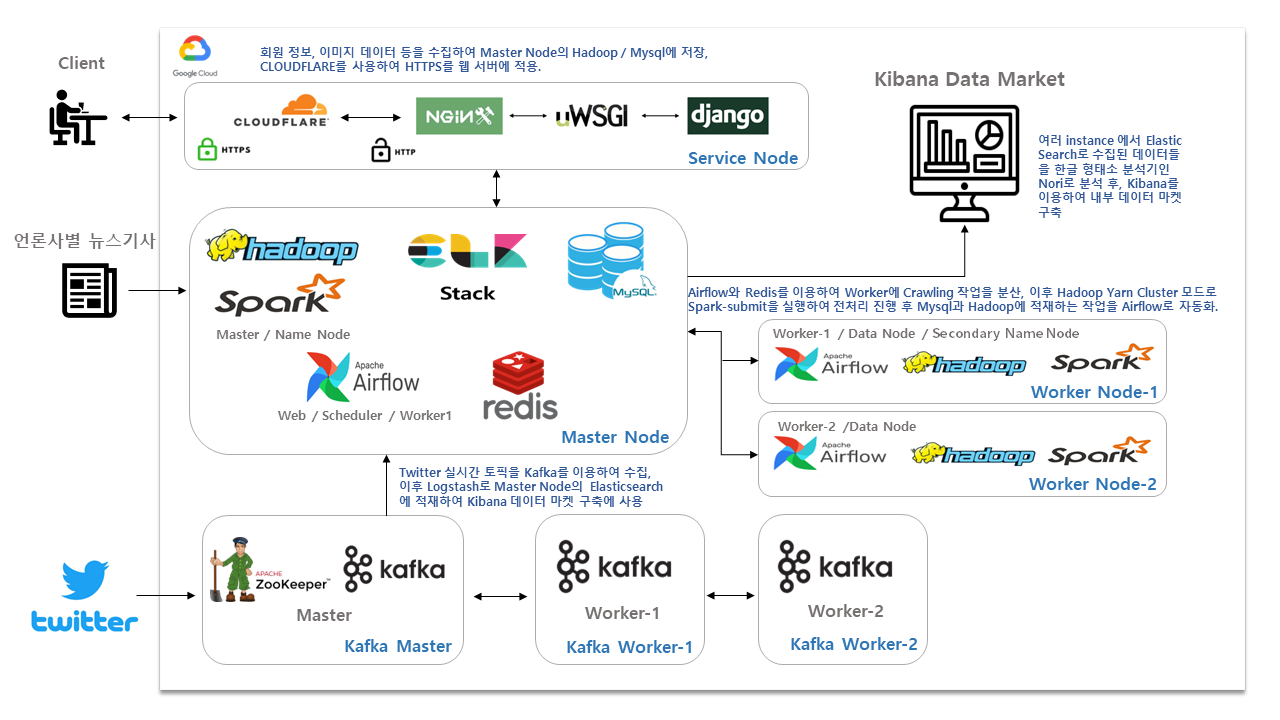 Google Cloud
회원 정보, 이미지 데이터 등을 수집하여 Master Node의 Hadoop / Mysql에 저장,
CLOUDFLARE를 사용하여 HTTPS를 웹 서버에 적용.
Client
CLOUDFLARE
NGINX
uWSGI
django
HTTPS
HTTP
Service Node
Kibana Data Market
여러 instance 에서 Elastic
Search로 수집된 데이터들
을 한글 형태소 분석기인
Nori로 분석 후, Kibana를
이용하여 내부 데이터 마켓
구축
언론사별 뉴스기사
hadoop
Spark
Master / Name Node
ELK
Stack
MySQL
Apache
Airflow
Web / Scheduler / Worker1
redis
Master Node
Airflow와 Redis를 이용하여 Worker에 Crawling 작업을 분산, 이후 Hadoop Yarn Cluster 모드로
Spark-submit을 실행하여 전처리 진행 후 Mysql과 Hadoop에 적재하는 작업을 Airflow로 자동화.
Worker-1 / Data Node / Secondary Name Node
Apache
Airflow
hadoop
Spark
Worker Node-1
Worker-2 /Data Node
Apache
Airflow
hadoop
Spark
Worker Node-2
Twitter 실시간 토픽을 Kafka를 이용하여 수집,
이후 Logstash로 Master Node의 Elasticsearch
에 적재하여 Kibana 데이터 마켓 구축에 사용
twitter
APACHE
ZooKeeper™
kafka
Master
Kafka Master
kafka
Worker-1
Kafka Worker-1
kafka
Worker-2
Kafka Worker-2